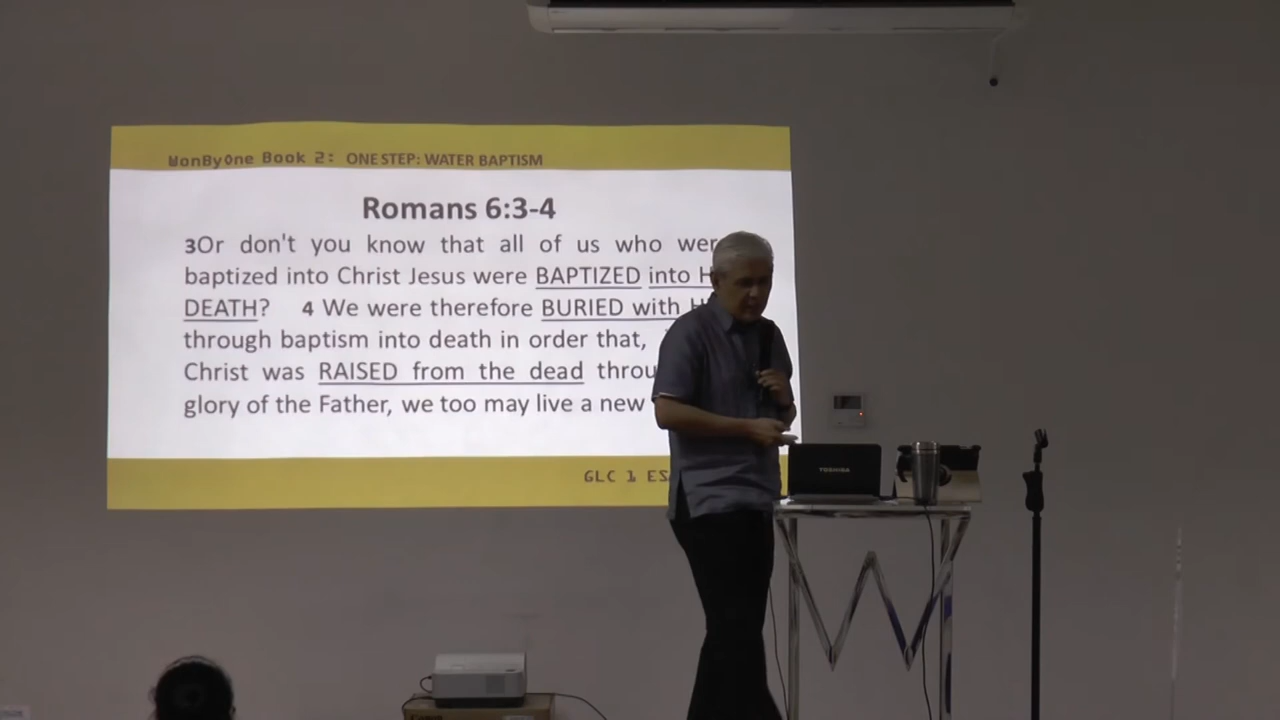 WonByOne Book 2: ONE STEP: WATER BAPTISM
Romans 6:3-4
3Or don't you know that all of us who wer
baptized into Christ Jesus were BAPTIZED into H
DEATH? 4 We were therefore BURIED with H
through baptism into death in order that,
Christ was RAISED from the dead throu
glory of the Father, we too may live a new
GLC 1 ES
TOSHIBA